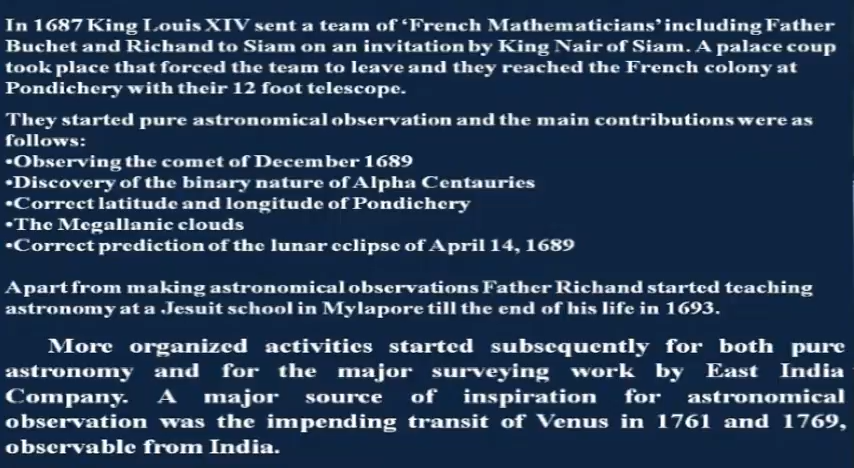 In 1687 King Louis XIV sent a team of ‘French Mathematicians’ including Father
Buchet and Richand to Siam on an invitation by King Nair of Siam. A palace coup
took place that forced the team to leave and they reached the French colony at
Pondichery with their 12 foot telescope.
They started pure astronomical observation and the main contributions were as
follows:
•Observing the comet of December 1689
•Discovery of the binary nature of Alpha Centauries
•Correct latitude and longitude of Pondichery
•The Megallanic clouds
•Correct prediction of the lunar eclipse of April 14, 1689
Apart from making astronomical observations Father Richand started teaching
astronomy at a Jesuit school in Mylapore till the end of his life in 1693.
More organized activities started subsequently for both pure
astronomy and for the major surveying work by East India
Company. A major source of inspiration for astronomical
observation was the impending transit of Venus in 1761 and 1769,
observable from India.